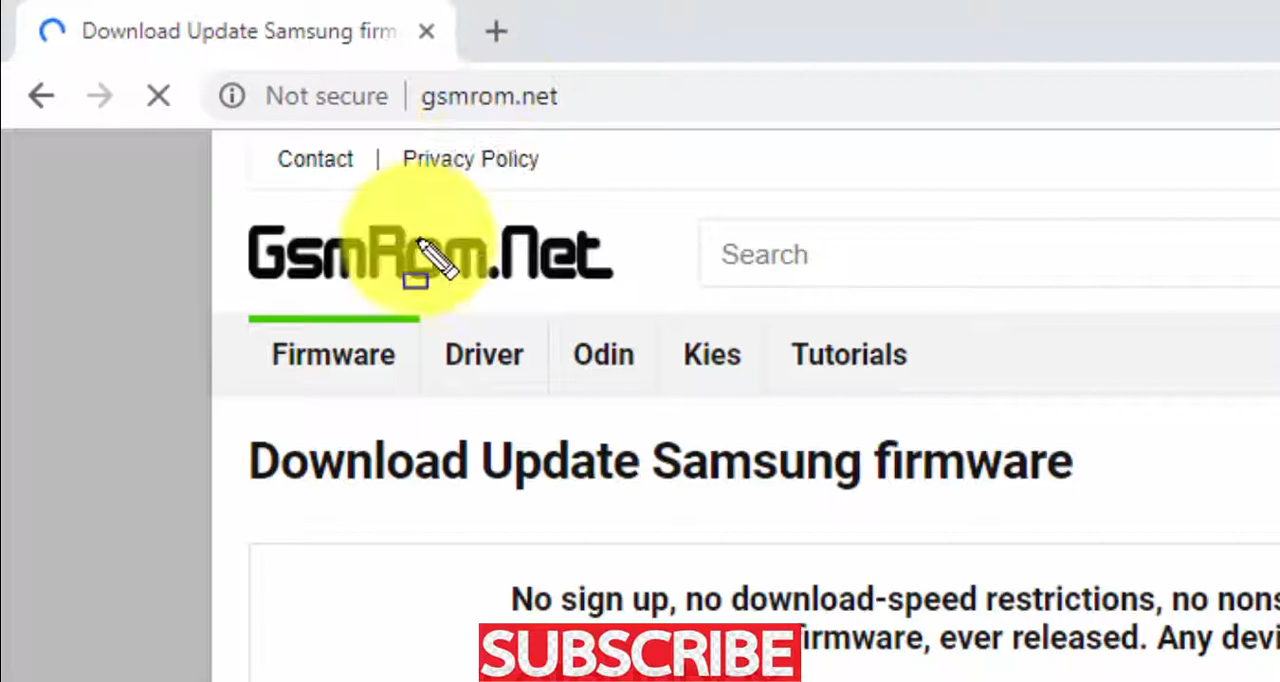 Download Update Samsung firm
Not secure
gsmrom.net
Contact | Privacy Policy
GsmRom.Net
Search
Firmware
Driver
Odin
Kies
Tutorials
Download Update Samsung firmware
No sign up, no download-speed restrictions, no nons
irmware, ever released. Any devi
SUBSCRIBE